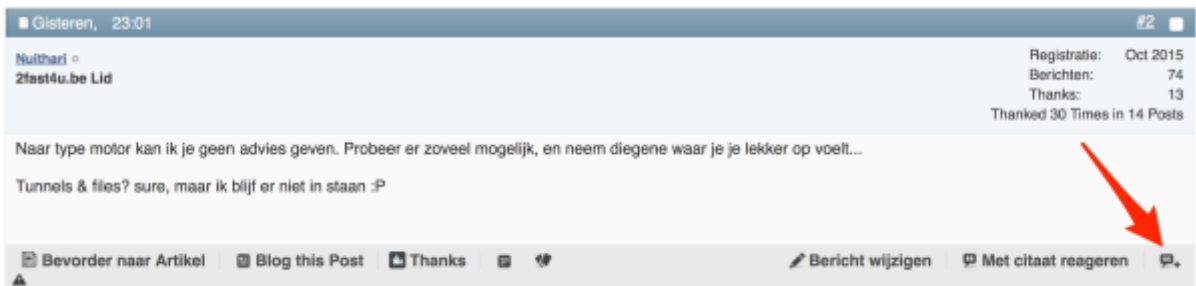 Gisteren, 23:01 #2
Nuithari
2fast4u.be Lid
Registratie: Oct 2015
Berichten: 74
Thanks: 13
Thanked 30 Times in 14 Posts
Naar type motor kan ik je geen advies geven. Probeer er zoveel mogelijk, en neem diegene waar je je lekker op voelt...
Tunnels & files? sure, maar ik blijf er niet in staan :P
Bevorder naar Artikel Blog this Post Thanks Bericht wijzigen Met citaat reageren